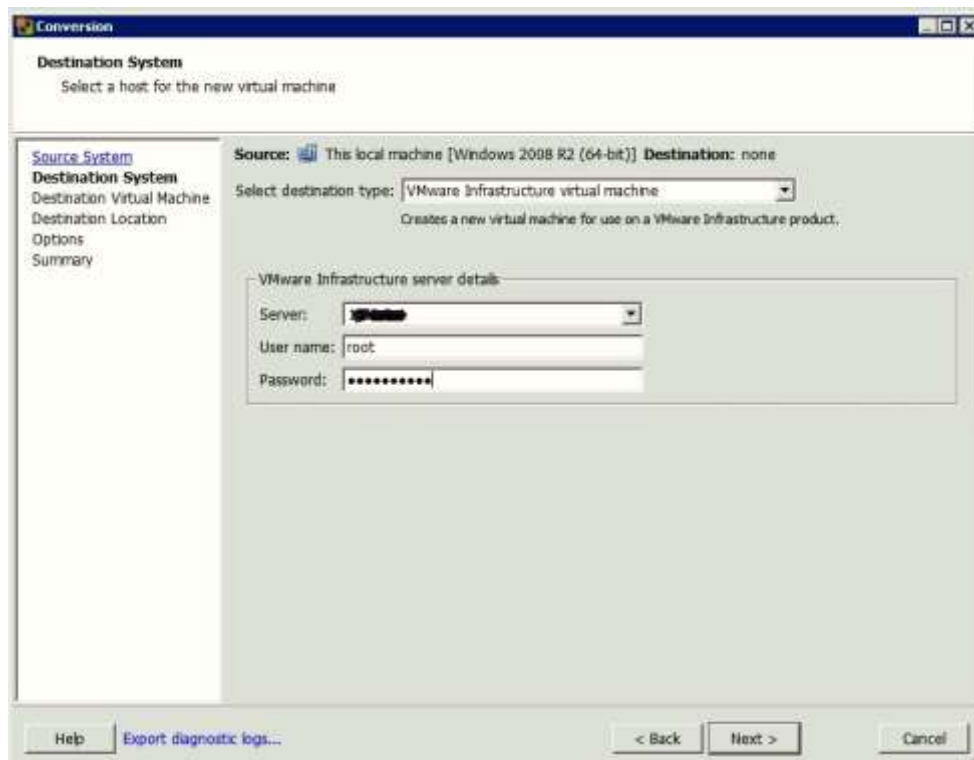 Conversion
Destination System
Select a host for the new virtual machine
Source System
Destination System
Destination Virtual Machine
Destination Location
Options
Summary
Source: This local machine [Windows 2008 R2 (64-bit)] Destination: none
Select destination type: VMware Infrastructure virtual machine
Creates a new virtual machine for use on a VMware Infrastructure product.
VMware Infrastructure server details
Server:
User name: root
Password: ••••••••••
Help Export diagnostic logs... < Back Next > Cancel